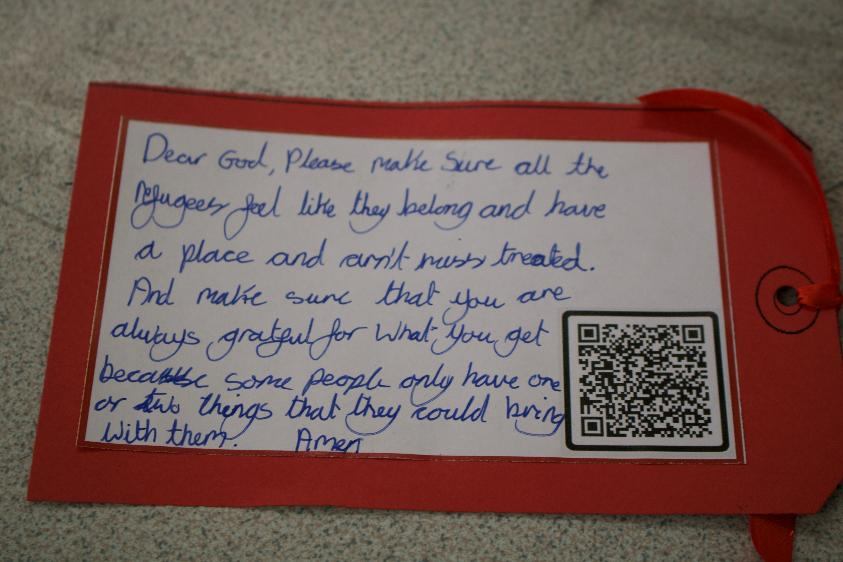 Dear God, Please make Sure all the
refugees feel like they belong and have
a place and arn't miss treated.
And make sure that you are
always grateful for what you get
because some people only have one
or two things that they could bring
with them. Amen